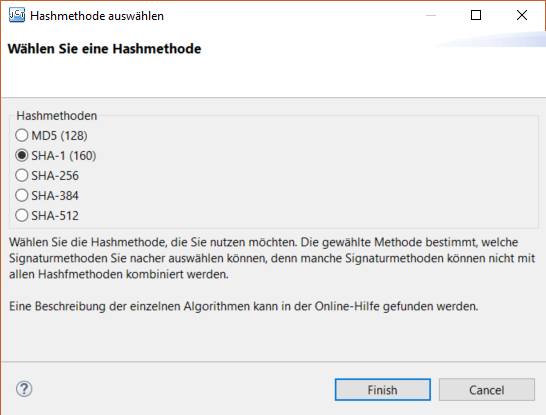 JCT Hashmethode auswählen
Wählen Sie eine Hashmethode
Hashmethoden
MD5 (128)
SHA-1 (160)
SHA-256
SHA-384
SHA-512
Wählen Sie die Hashmethode, die Sie nutzen möchten. Die gewählte Methode bestimmt, welche
Signaturmethoden Sie nacher auswählen können, denn manche Signaturmethoden können nicht mit
allen Hashfmethoden kombiniert werden.
Eine Beschreibung der einzelnen Algorithmen kann in der Online-Hilfe gefunden werden.
? Finish Cancel